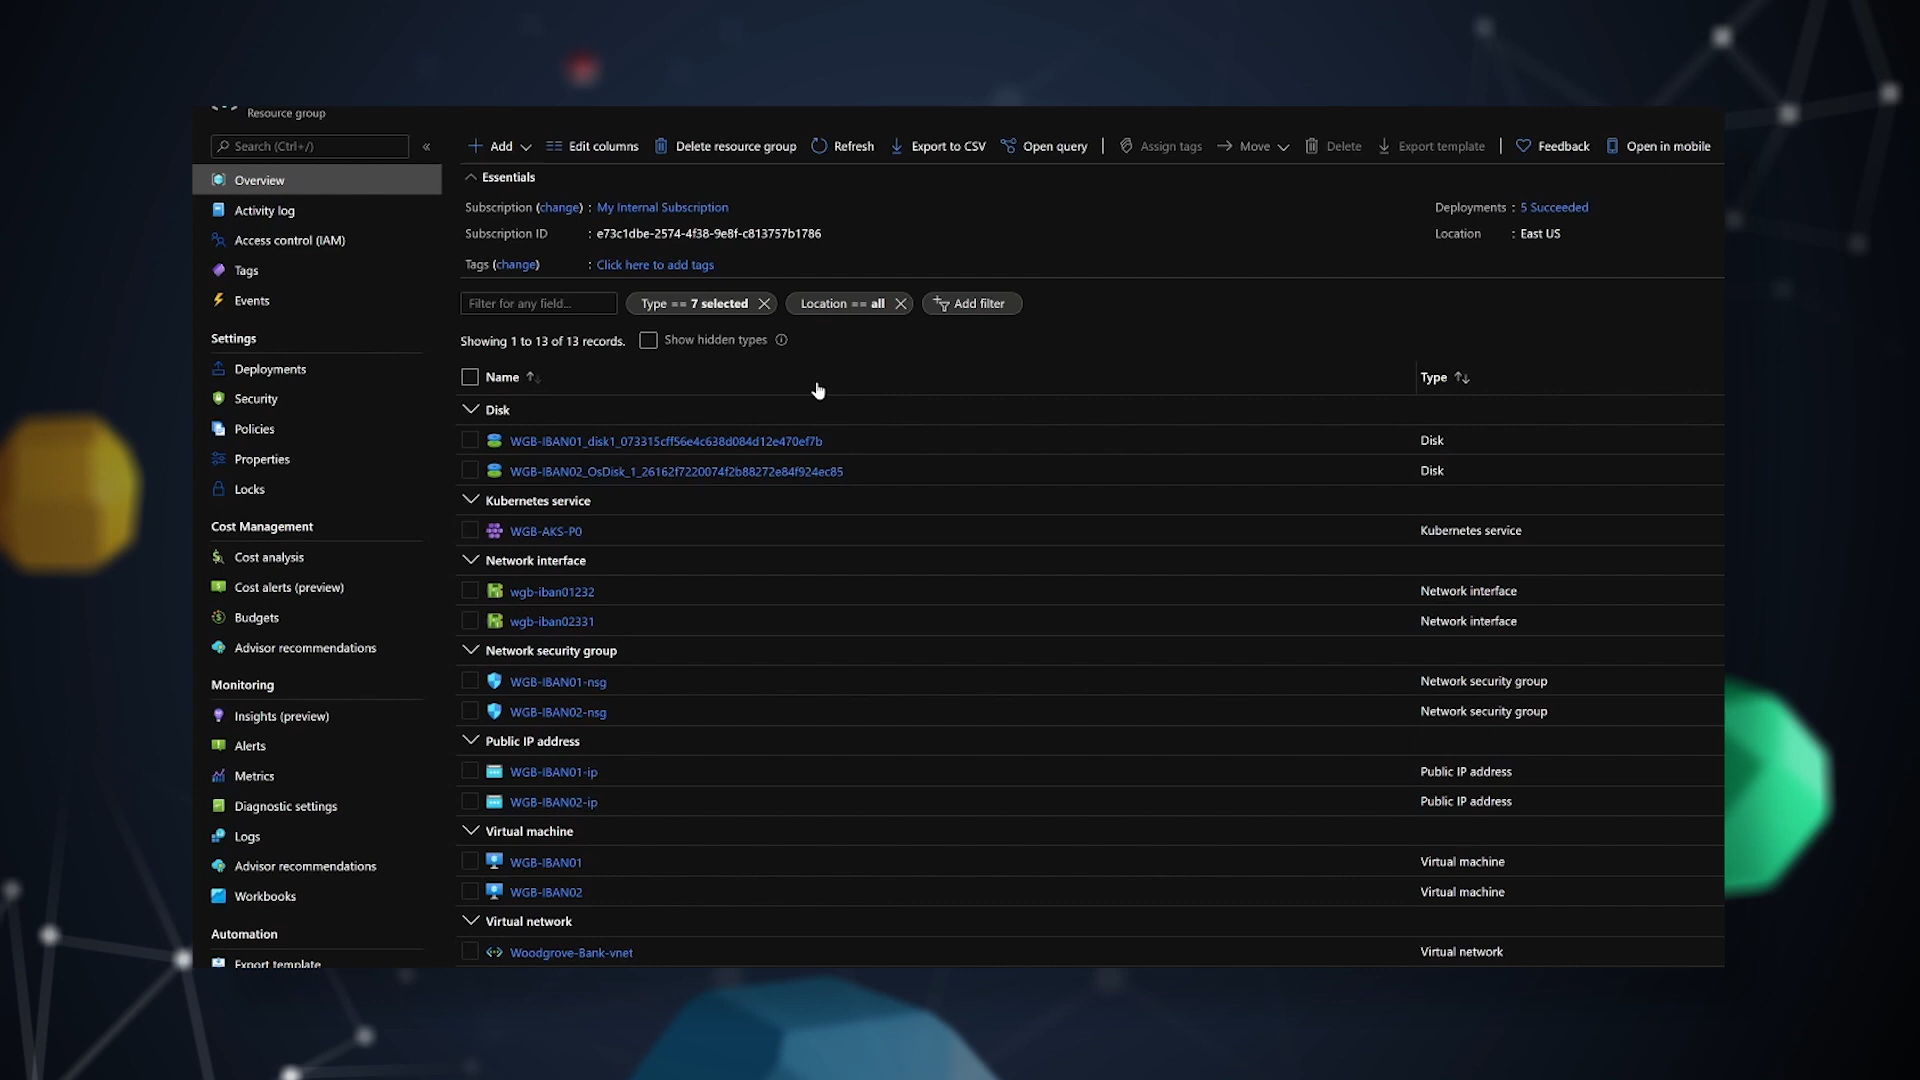 Resource group
Search (Ctrl+/)
«
Add
Edit columns
Delete resource group
Refresh
Export to CSV
Open query
Assign tags
Move
Delete
Export template
Feedback
Open in mobile
Overview
Activity log
Access control (IAM)
Tags
Events
Settings
Deployments
Security
Policies
Properties
Locks
Cost Management
Cost analysis
Cost alerts (preview)
Budgets
Advisor recommendations
Monitoring
Insights (preview)
Alerts
Metrics
Diagnostic settings
Logs
Advisor recommendations
Workbooks
Automation
Export template
Essentials
Subscription (change) : My Internal Subscription
Deployments : 5 Succeeded
Subscription ID : e73c1dbe-2574-4f38-9e8f-c813757b1786
Location : East US
Tags (change) : Click here to add tags
Filter for any field...
Type == 7 selected
Location == all
Add filter
Showing 1 to 13 of 13 records.
Show hidden types
Name
Type
Disk
WGB-IBAN01_disk1_073315cff56e4c638d084d12e470ef7b Disk
WGB-IBAN02_OsDisk_1_26162f7220074f2b88272e84f924ec85 Disk
Kubernetes service
WGB-AKS-P0 Kubernetes service
Network interface
wgb-iban01232 Network interface
wgb-iban02331 Network interface
Network security group
WGB-IBAN01-nsg Network security group
WGB-IBAN02-nsg Network security group
Public IP address
WGB-IBAN01-ip Public IP address
WGB-IBAN02-ip Public IP address
Virtual machine
WGB-IBAN01 Virtual machine
WGB-IBAN02 Virtual machine
Virtual network
Woodgrove-Bank-vnet Virtual network